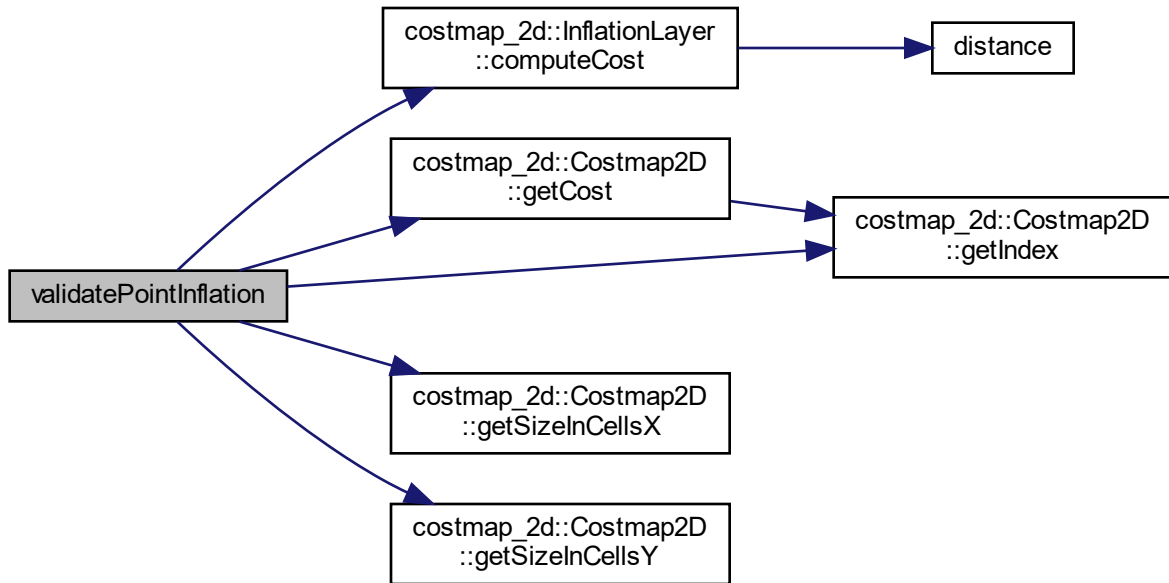 costmap_2d::InflationLayer
::computeCost
distance
costmap_2d::Costmap2D
::getCost
costmap_2d::Costmap2D
::getIndex
validatePointInflation
costmap_2d::Costmap2D
::getSizeInCellsX
costmap_2d::Costmap2D
::getSizeInCellsY